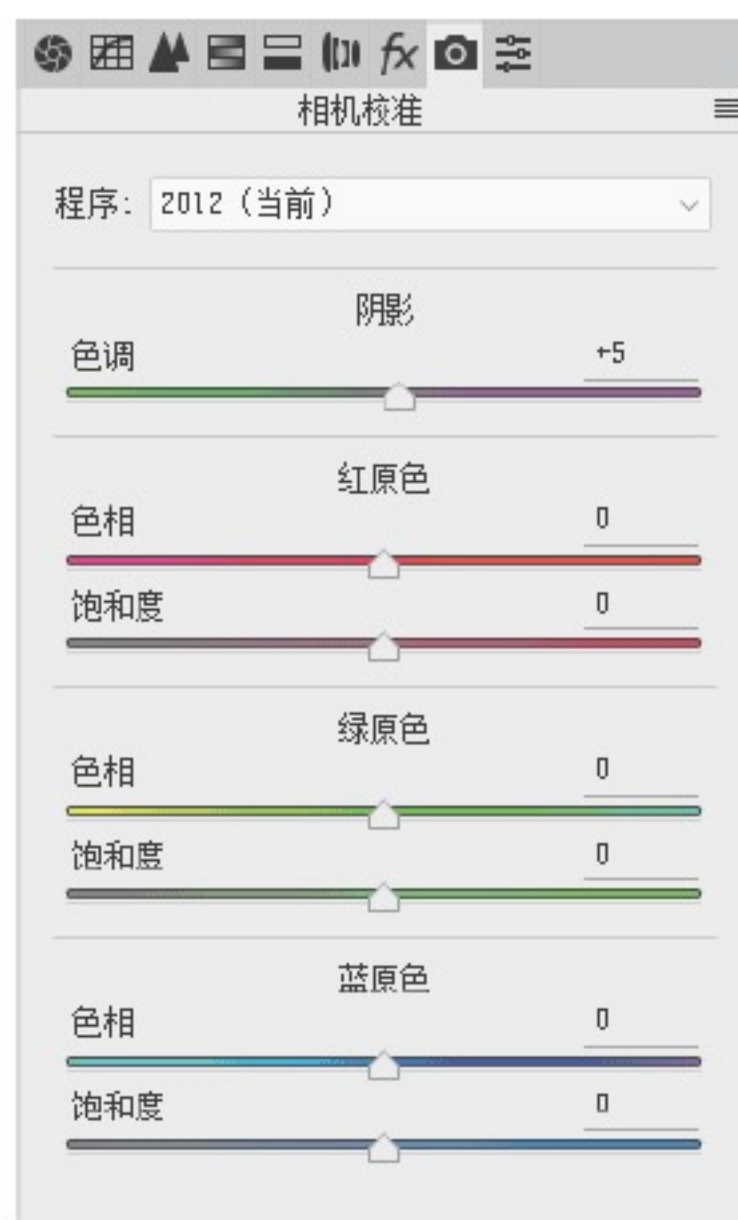 fx
相机校准
程序: 2012 (当前)
阴影
色调 +5
红原色
色相 0
饱和度 0
绿原色
色相 0
饱和度 0
蓝原色
色相 0
饱和度 0